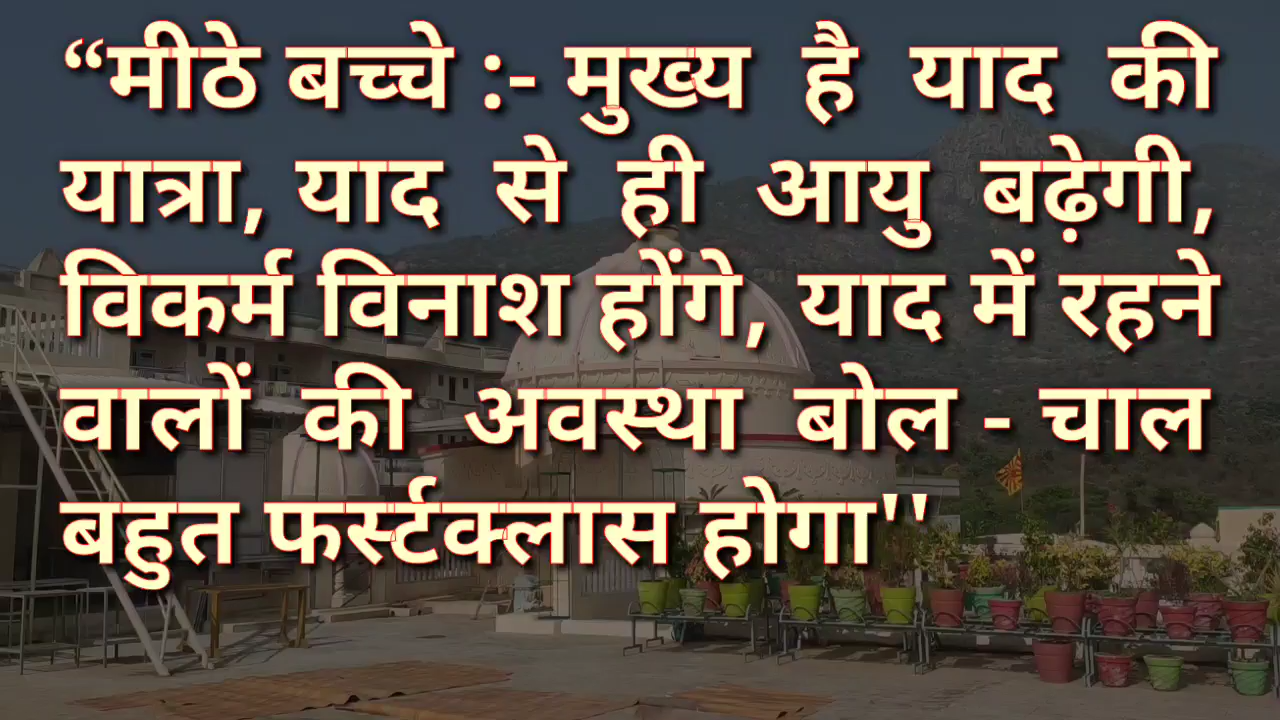 “मीठे बच्चे :- मुख्य है याद की
यात्रा, याद से ही आयु बढ़ेगी,
विकर्म विनाश होंगे, याद में रहने
वालों की अवस्था बोल - चाल
बहुत फर्स्टक्लास होगा''